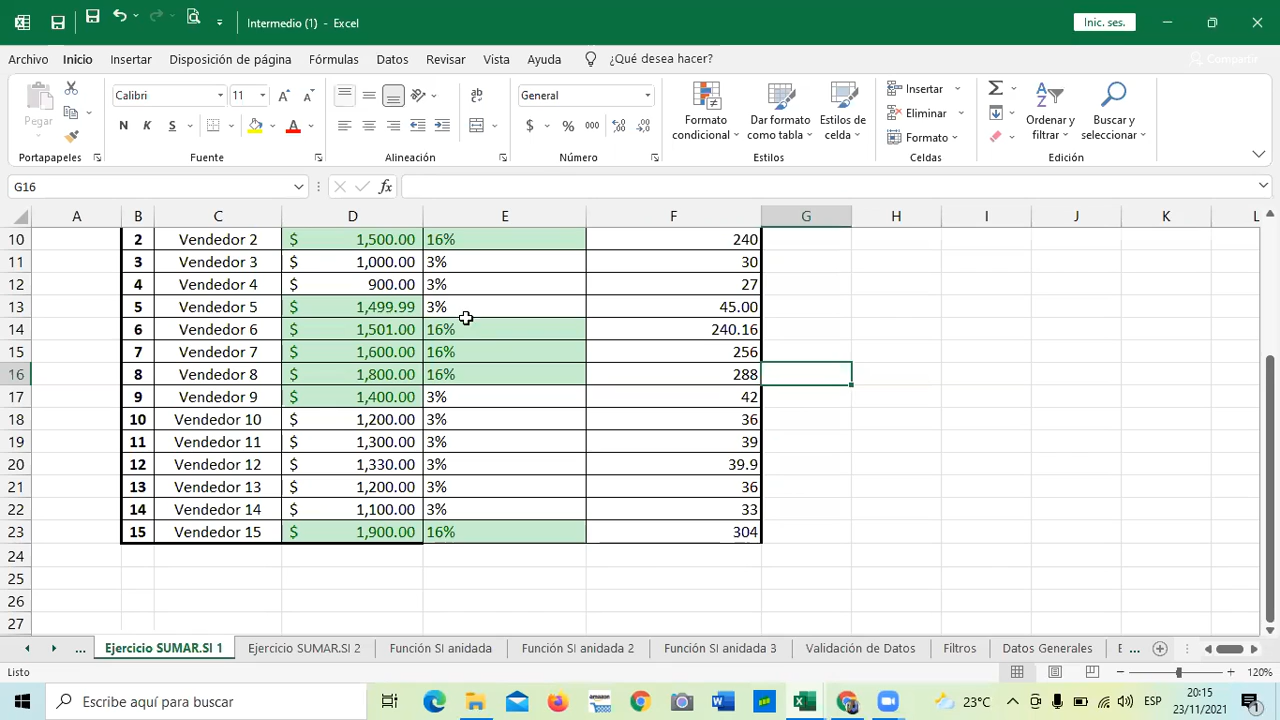 Intermedio (1) - Excel
Inic. ses.
Archivo Inicio Insertar Disposición de página Fórmulas Datos Revisar Vista Ayuda ¿Qué desea hacer? Compartir
Pegar
Portapapeles
Calibri 11
N K S
Fuente
Alineación
General
$ % 000
Número
Formato condicional
Dar formato como tabla
Estilos de celda
Estilos
Insertar
Eliminar
Formato
Celdas
Ordenar y filtrar
Buscar y seleccionar
Edición
G16 fx
A B C D E F G H I J K L
10 2 Vendedor 2 $ 1,500.00 16% 240
11 3 Vendedor 3 $ 1,000.00 3% 30
12 4 Vendedor 4 $ 900.00 3% 27
13 5 Vendedor 5 $ 1,499.99 3% 45.00
14 6 Vendedor 6 $ 1,501.00 16% 240.16
15 7 Vendedor 7 $ 1,600.00 16% 256
16 8 Vendedor 8 $ 1,800.00 16% 288
17 9 Vendedor 9 $ 1,400.00 3% 42
18 10 Vendedor 10 $ 1,200.00 3% 36
19 11 Vendedor 11 $ 1,300.00 3% 39
20 12 Vendedor 12 $ 1,330.00 3% 39.9
21 13 Vendedor 13 $ 1,200.00 3% 36
22 14 Vendedor 14 $ 1,100.00 3% 33
23 15 Vendedor 15 $ 1,900.00 16% 304
24
25
26
27
... Ejercicio SUMAR.SI 1 Ejercicio SUMAR.SI 2 Función SI anidada Función SI anidada 2 Función SI anidada 3 Validación de Datos Filtros Datos Generales E ...
Listo 120%
Escribe aquí para buscar
amazon
23°C ESP
20:15
23/11/2021